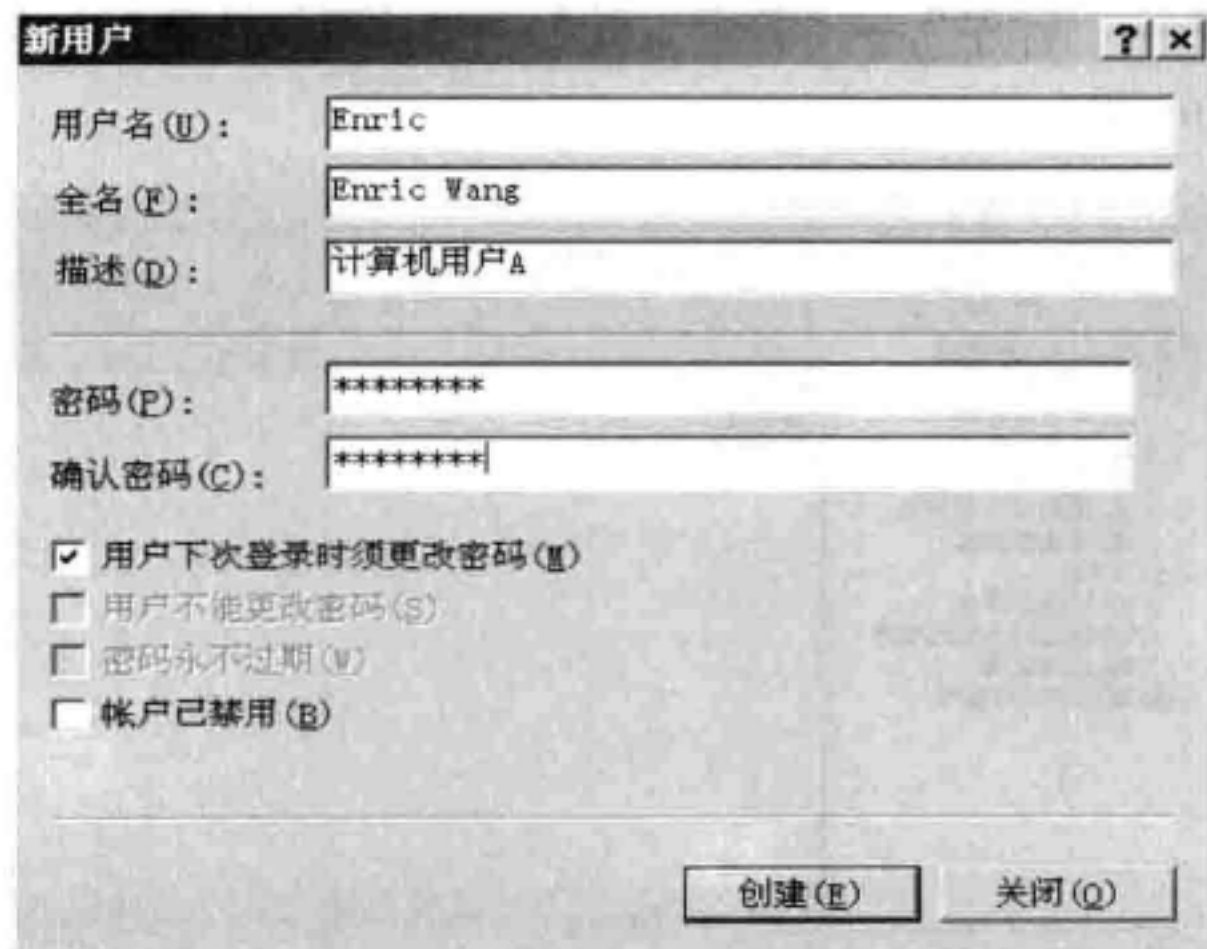 新用户
用户名(U): Enric
全名(F): Enric Wang
描述(D): 计算机用户A
密码(P): ********
确认密码(C): ********
用户下次登录时须更改密码(M)
用户不能更改密码(S)
密码永不过期(W)
帐户已禁用(B)
创建(E) 关闭(O)